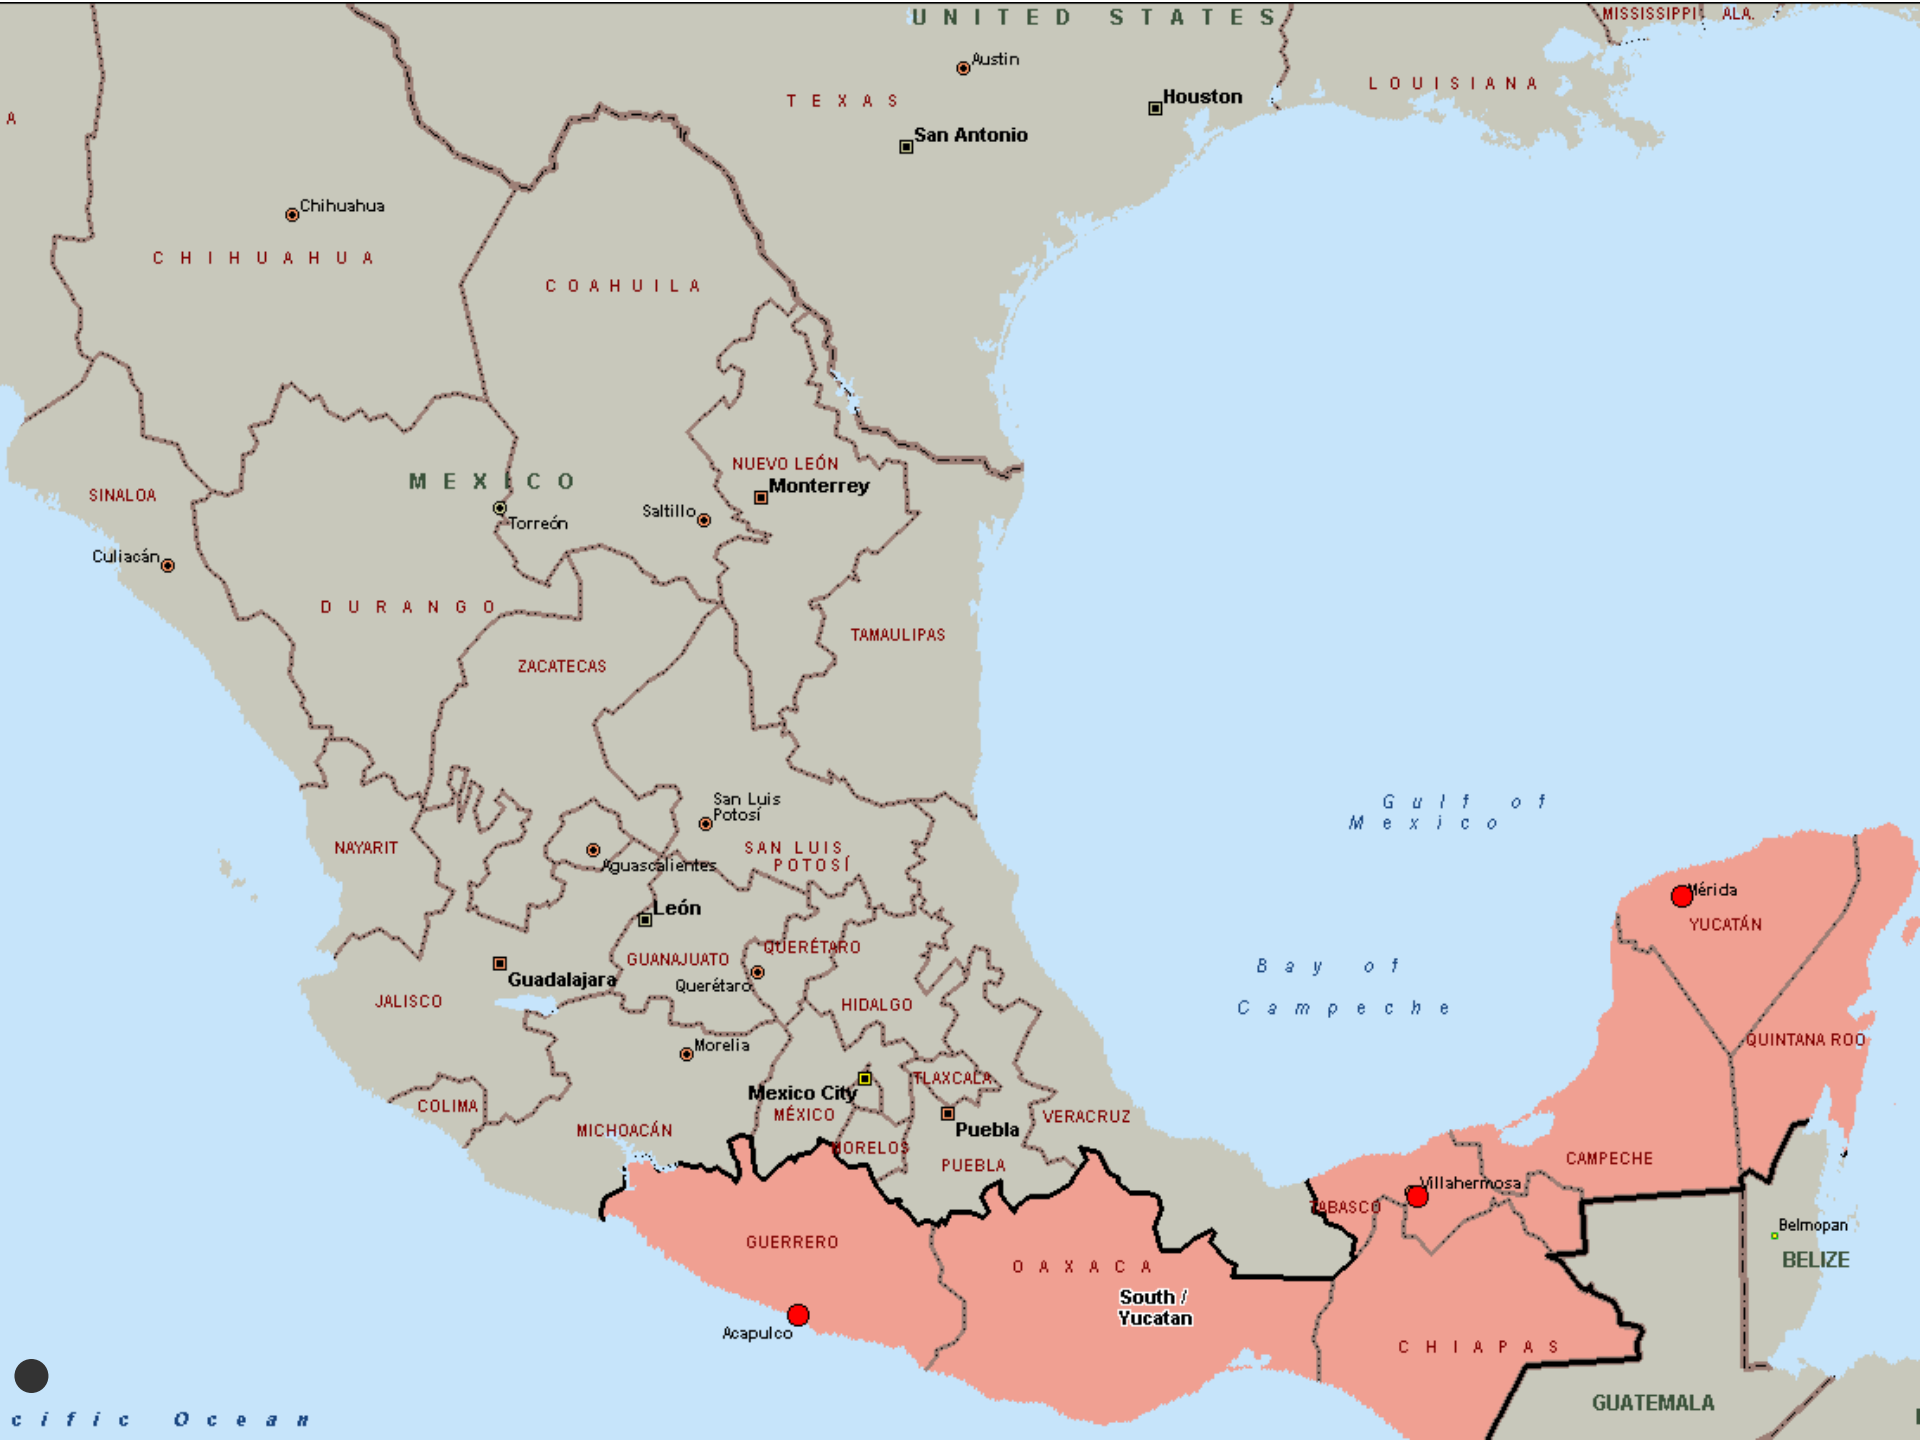 UNITED STATES
MISSISSIPPI
ALA.
Austin
TEXAS
LOUISIANA
Houston
A
San Antonio
Chihuahua
CHIHUAHUA
COAHUILA
NUEVO LEÓN
MEXICO
Monterrey
SINALOA
Saltillo
Torreón
Culiacán
DURANGO
TAMAULIPAS
ZACATECAS
San Luis
Potosí
Gulf of
Mexico
NAYARIT
SAN LUIS
POTOSÍ
Aguascalientes
Mérida
León
YUCATÁN
QUERÉTARO
GUANAJUATO
Bay of
Campeche
Guadalajara
Querétaro
JALISCO
HIDALGO
QUINTANA ROO
Morelia
TLAXCALA
Mexico City
COLIMA
MÉXICO
VERACRUZ
Puebla
MICHOACÁN
MORELOS
PUEBLA
CAMPECHE
Villahermosa
TABASCO
Belmopan
GUERRERO
BELIZE
OAXACA
South /
Yucatan
Acapulco
CHIAPAS
GUATEMALA
cific Ocean